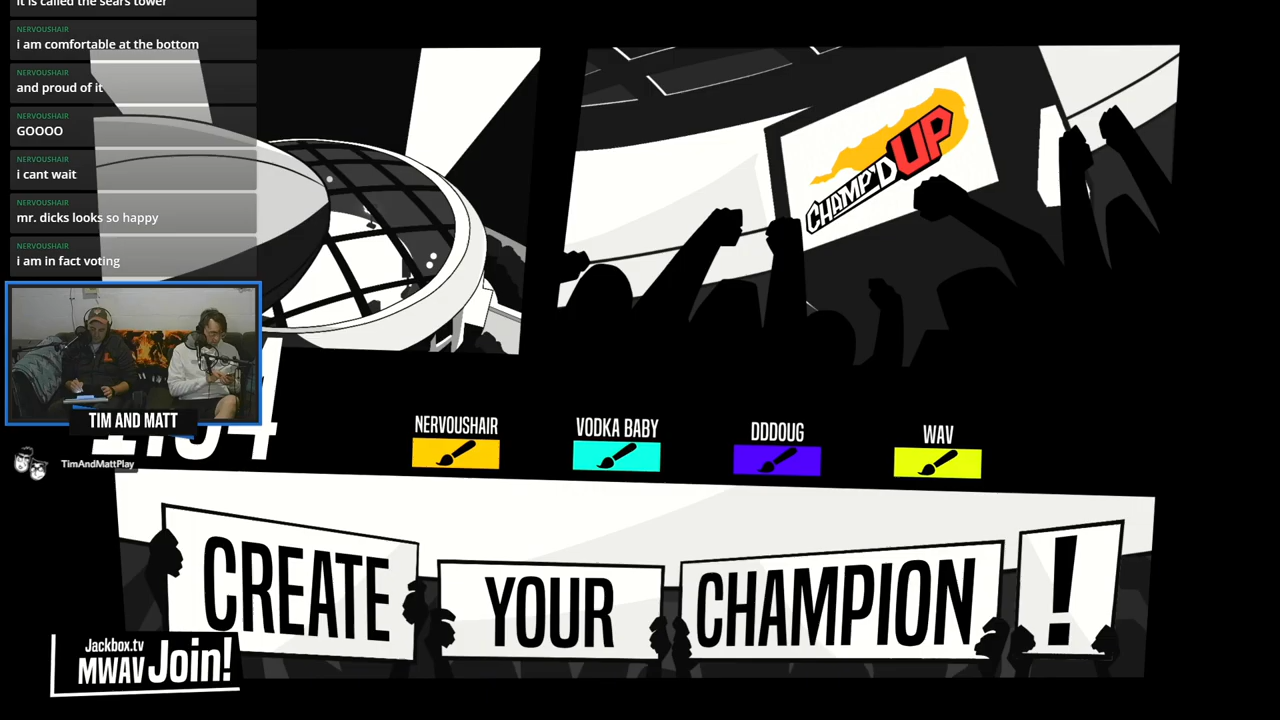 it is called the sears tower
NERVOUSHAIR
i am comfortable at the bottom
NERVOUSHAIR
and proud of it
NERVOUSHAIR
GOOOO
NERVOUSHAIR
i cant wait
NERVOUSHAIR
mr. dicks looks so happy
NERVOUSHAIR
i am in fact voting
CHAMP'D UP
TIM AND MATT
TimAndMattPlay
NERVOUSHAIR
VODKA BABY
DDDOUG
WAV
CREATE YOUR CHAMPION !
Jackbox.tv
MWAV Join!